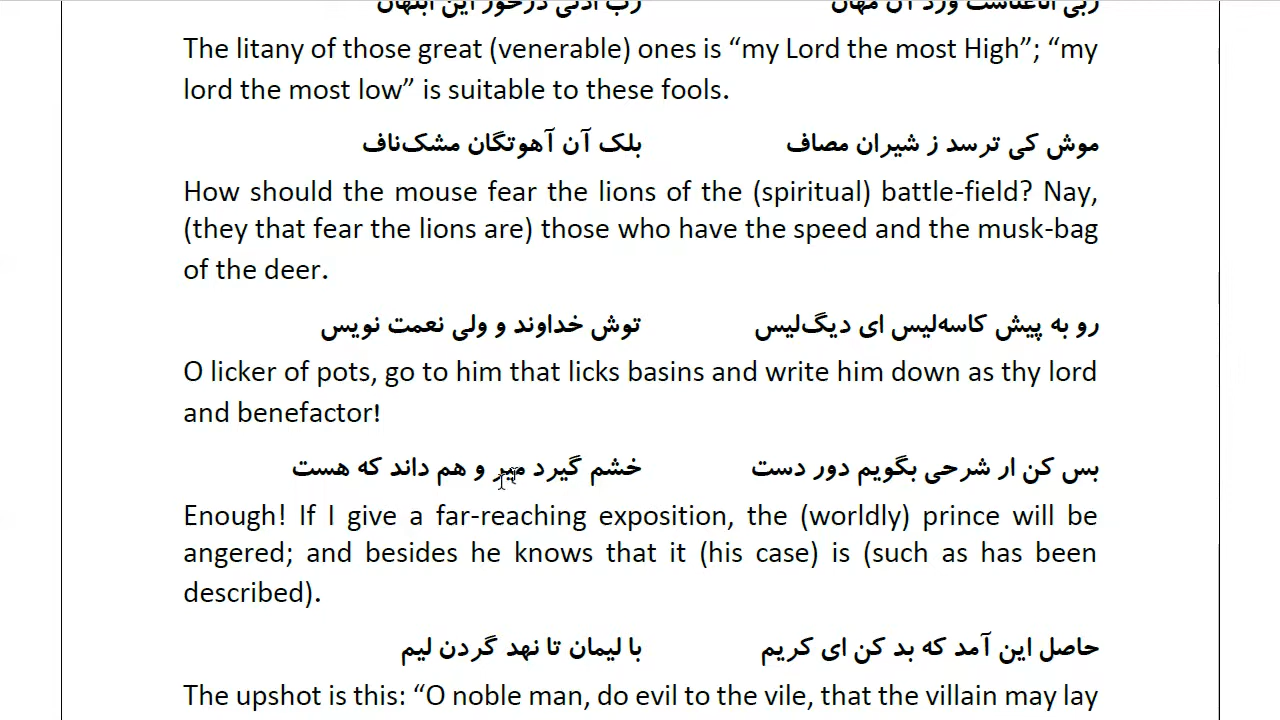 The litany of those great (venerable) ones is “my Lord the most High”; “my
lord the most low” is suitable to these fools.
موش کی ترسد ز شیران مصاف بلک آن آهوتگان مشک‌ناف
How should the mouse fear the lions of the (spiritual) battle-field? Nay,
(they that fear the lions are) those who have the speed and the musk-bag
of the deer.
رو به پیش کاسه‌لیس ای دیگ‌لیس توش خداوند و ولی نعمت نویس
O licker of pots, go to him that licks basins and write him down as thy lord
and benefactor!
بس کن ار شرحی بگویم دور دست خشم گیرد میر و هم داند که هست
Enough! If I give a far-reaching exposition, the (worldly) prince will be
angered; and besides he knows that it (his case) is (such as has been
described).
حاصل این آمد که بد کن ای کریم با لیمان تا نهد گردن لیم
The upshot is this: “O noble man, do evil to the vile, that the villain may lay